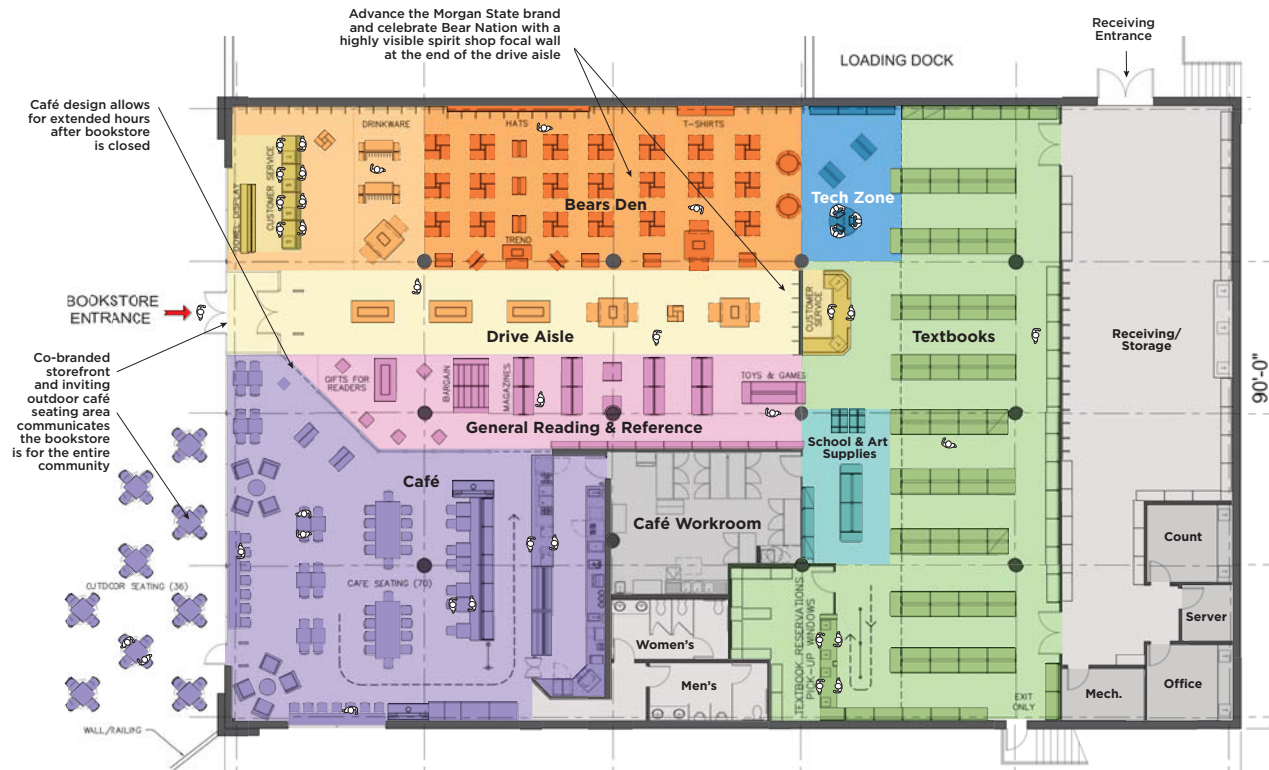 Advance the Morgan State brand
and celebrate Bear Nation with a
highly visible spirit shop focal wall
at the end of the drive aisle
Receiving
Entrance
LOADING DOCK
Café design allows
for extended hours
after bookstore
is closed
DRINKWARE
HATS
T-SHIRTS
CUSTOMER SERVICE
Bears Den
TREND
Tech Zone
BOOKSTORE
ENTRANCE
Drive Aisle
CUSTOMER
SERVICE
Textbooks
Receiving/
Storage
90'-0"
Co-branded
storefront
and inviting
outdoor café
seating area
communicates
the bookstore
is for the entire
community
GIFTS FOR
READERS
BARGAIN
MAGAZINES
TOYS & GAMES
General Reading & Reference
School & Art
Supplies
Café
Café Workroom
Count
OUTDOOR SEATING (36)
CAFE SEATING (70)
TEXTBOOK RESERVATIONS
PICK-UP WINDOWS
Server
Women's
Men's
Mech.
Office
EXIT
ONLY
WALL/RAILING